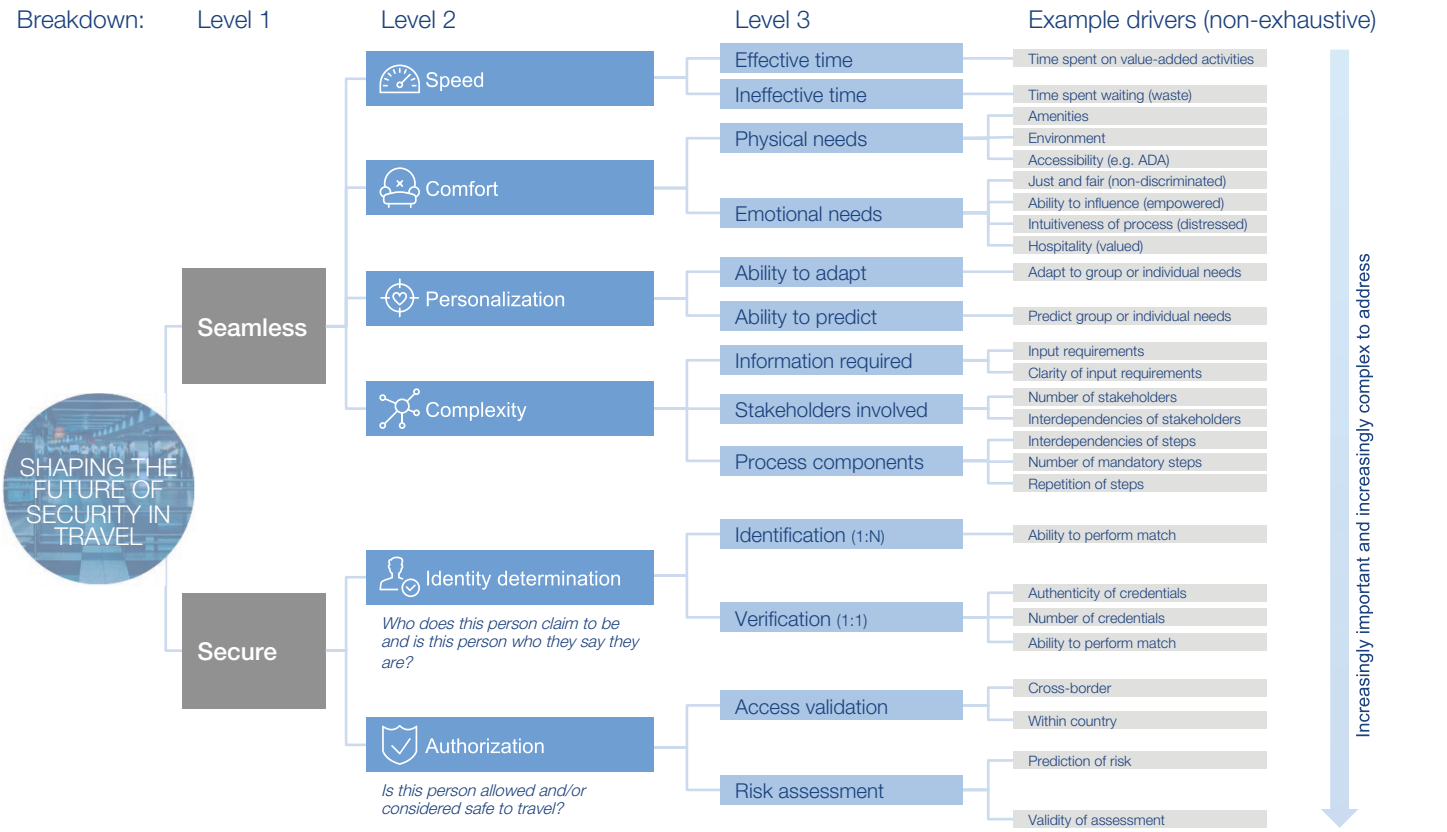 Breakdown:
Level 1
Level 2
Level 3
Example drivers (non-exhaustive)
SHAPING THE
FUTURE OF
SECURITY IN
TRAVEL
Seamless
Speed
Effective time
Time spent on value-added activities
Ineffective time
Time spent waiting (waste)
Comfort
Physical needs
Amenities
Environment
Accessibility (e.g. ADA)
Emotional needs
Just and fair (non-discriminated)
Ability to influence (empowered)
Intuitiveness of process (distressed)
Hospitality (valued)
Personalization
Ability to adapt
Adapt to group or individual needs
Ability to predict
Predict group or individual needs
Complexity
Information required
Input requirements
Clarity of input requirements
Stakeholders involved
Number of stakeholders
Interdependencies of stakeholders
Process components
Interdependencies of steps
Number of mandatory steps
Repetition of steps
Secure
Identity determination
Who does this person claim to be
and is this person who they say they
are?
Identification (1:N)
Ability to perform match
Verification (1:1)
Authenticity of credentials
Number of credentials
Ability to perform match
Authorization
Is this person allowed and/or
considered safe to travel?
Access validation
Cross-border
Within country
Risk assessment
Prediction of risk
Validity of assessment
Increasingly important and increasingly complex to address